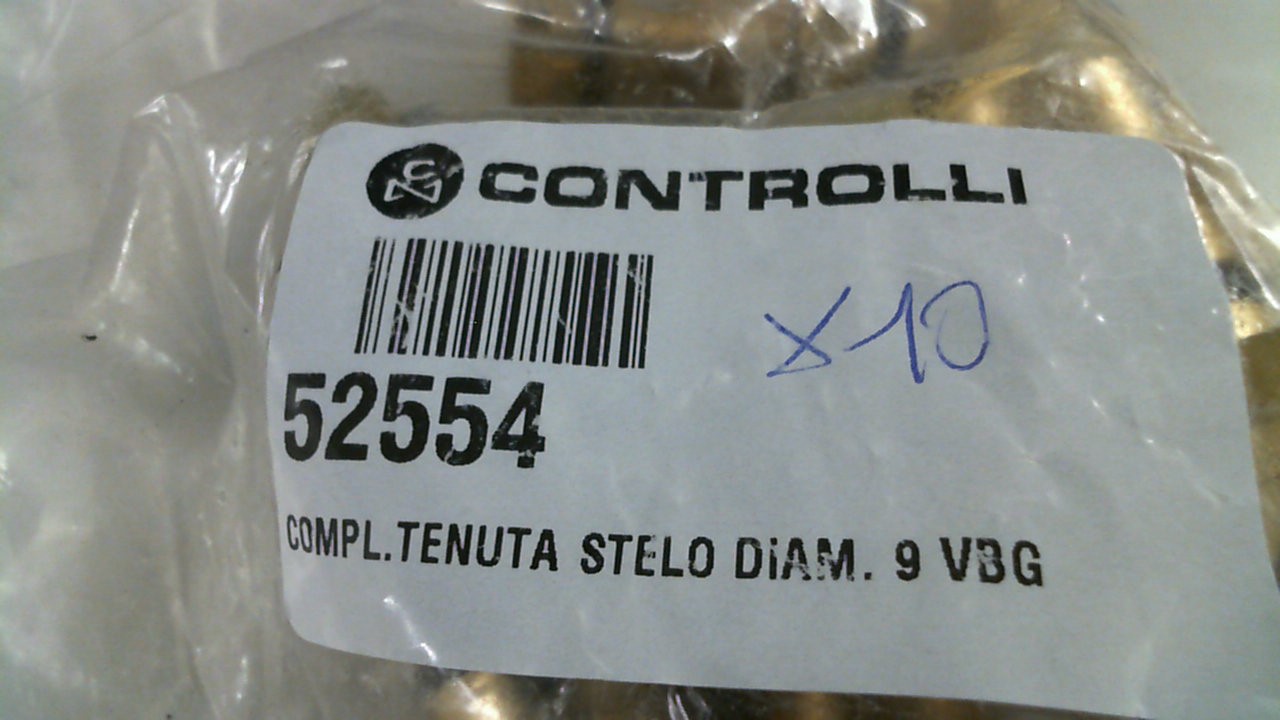 CONTROLLI
x10
52554
COMPL.TENUTA STELO DIAM. 9 VBG